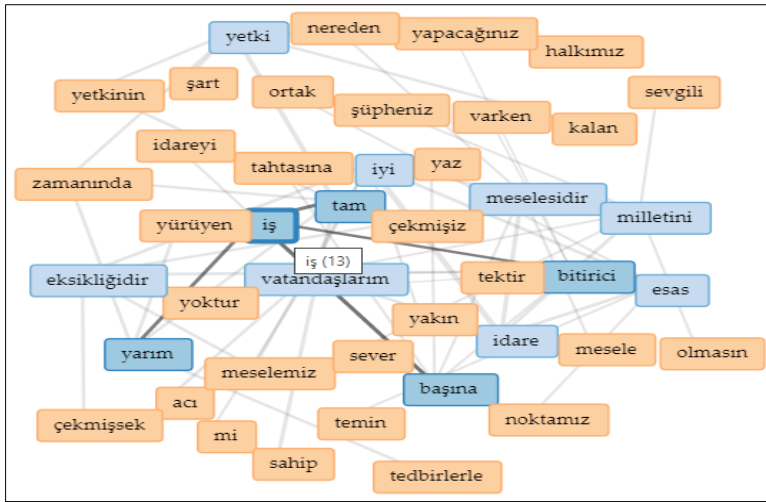 yetki
nereden
yapacağınız
halkımız
yetkinin
şart
ortak
şüpheniz
varken
kalan
sevgili
idareyi
tahtasına
iyi
yaz
zamanında
tam
meselesidir
milletini
yürüyen
iş
çekmişiz
iş (13)
eksikliğidir
vatandaşlarım
tektir
bitirici
esas
yoktur
yakın
yarım
meselemiz
sever
idare
mesele
olmasın
acı
başına
çekmişsek
mi
temin
noktamız
sahip
tedbirlerle